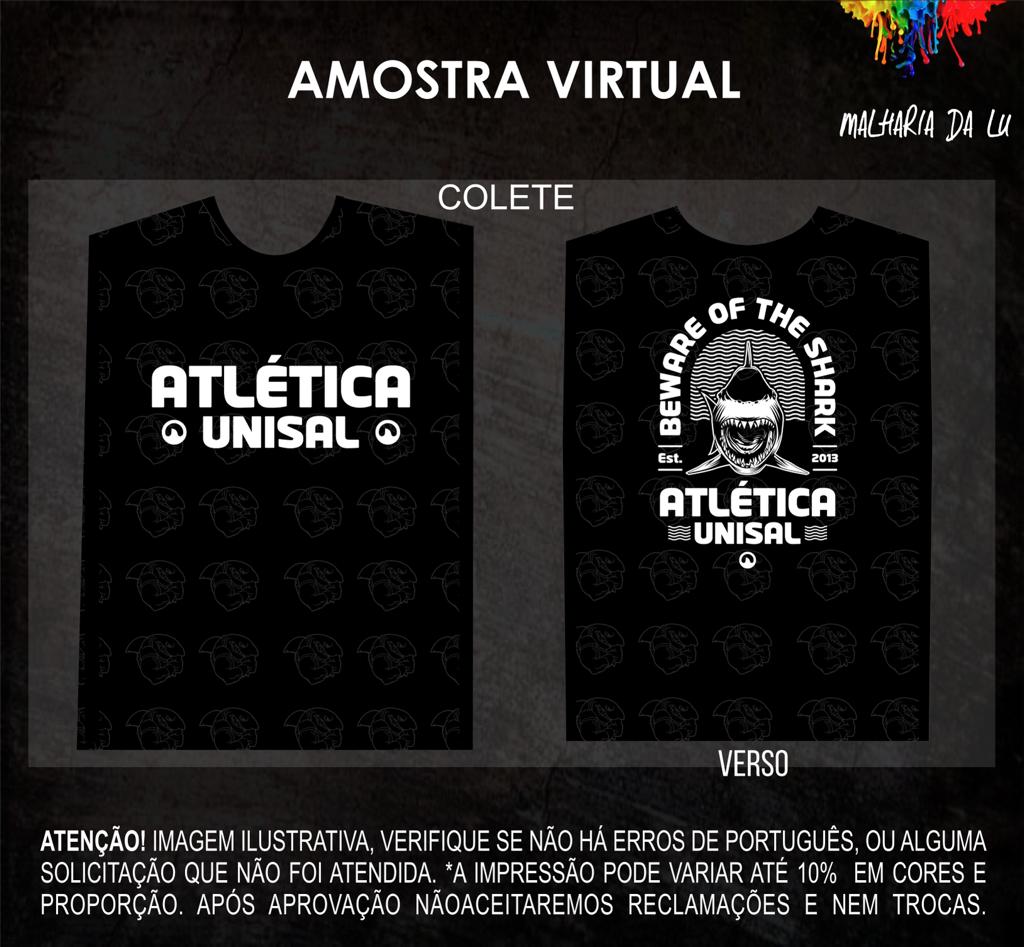 AMOSTRA VIRTUAL
MALHARIA DA LU
COLETE
ATLÉTICA
UNISAL
BEWARE OF THE SHARK
Est. 2013
ATLÉTICA
UNISAL
VERSO
ATENÇÃO! IMAGEM ILUSTRATIVA, VERIFIQUE SE NÃO HÁ ERROS DE PORTUGUÊS, OU ALGUMA
SOLICITAÇÃO QUE NÃO FOI ATENDIDA. *A IMPRESSÃO PODE VARIAR ATÉ 10% EM CORES E
PROPORÇÃO. APÓS APROVAÇÃO NÃOACEITAREMOS RECLAMAÇÕES E NEM TROCAS.